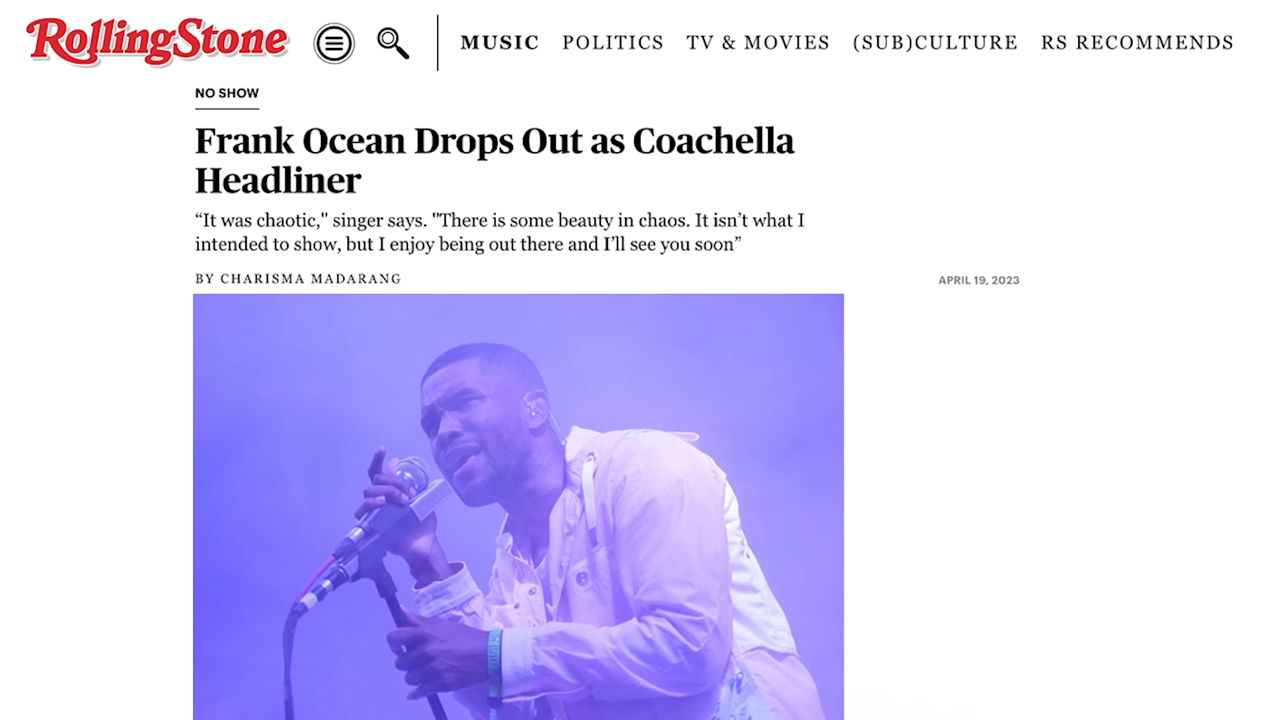 RollingStone
MUSIC POLITICS TV & MOVIES (SUB)CULTURE RS RECOMMENDS
NO SHOW
Frank Ocean Drops Out as Coachella
Headliner
“It was chaotic," singer says. "There is some beauty in chaos. It isn’t what I
intended to show, but I enjoy being out there and I’ll see you soon”
BY CHARISMA MADARANG
APRIL 19, 2023